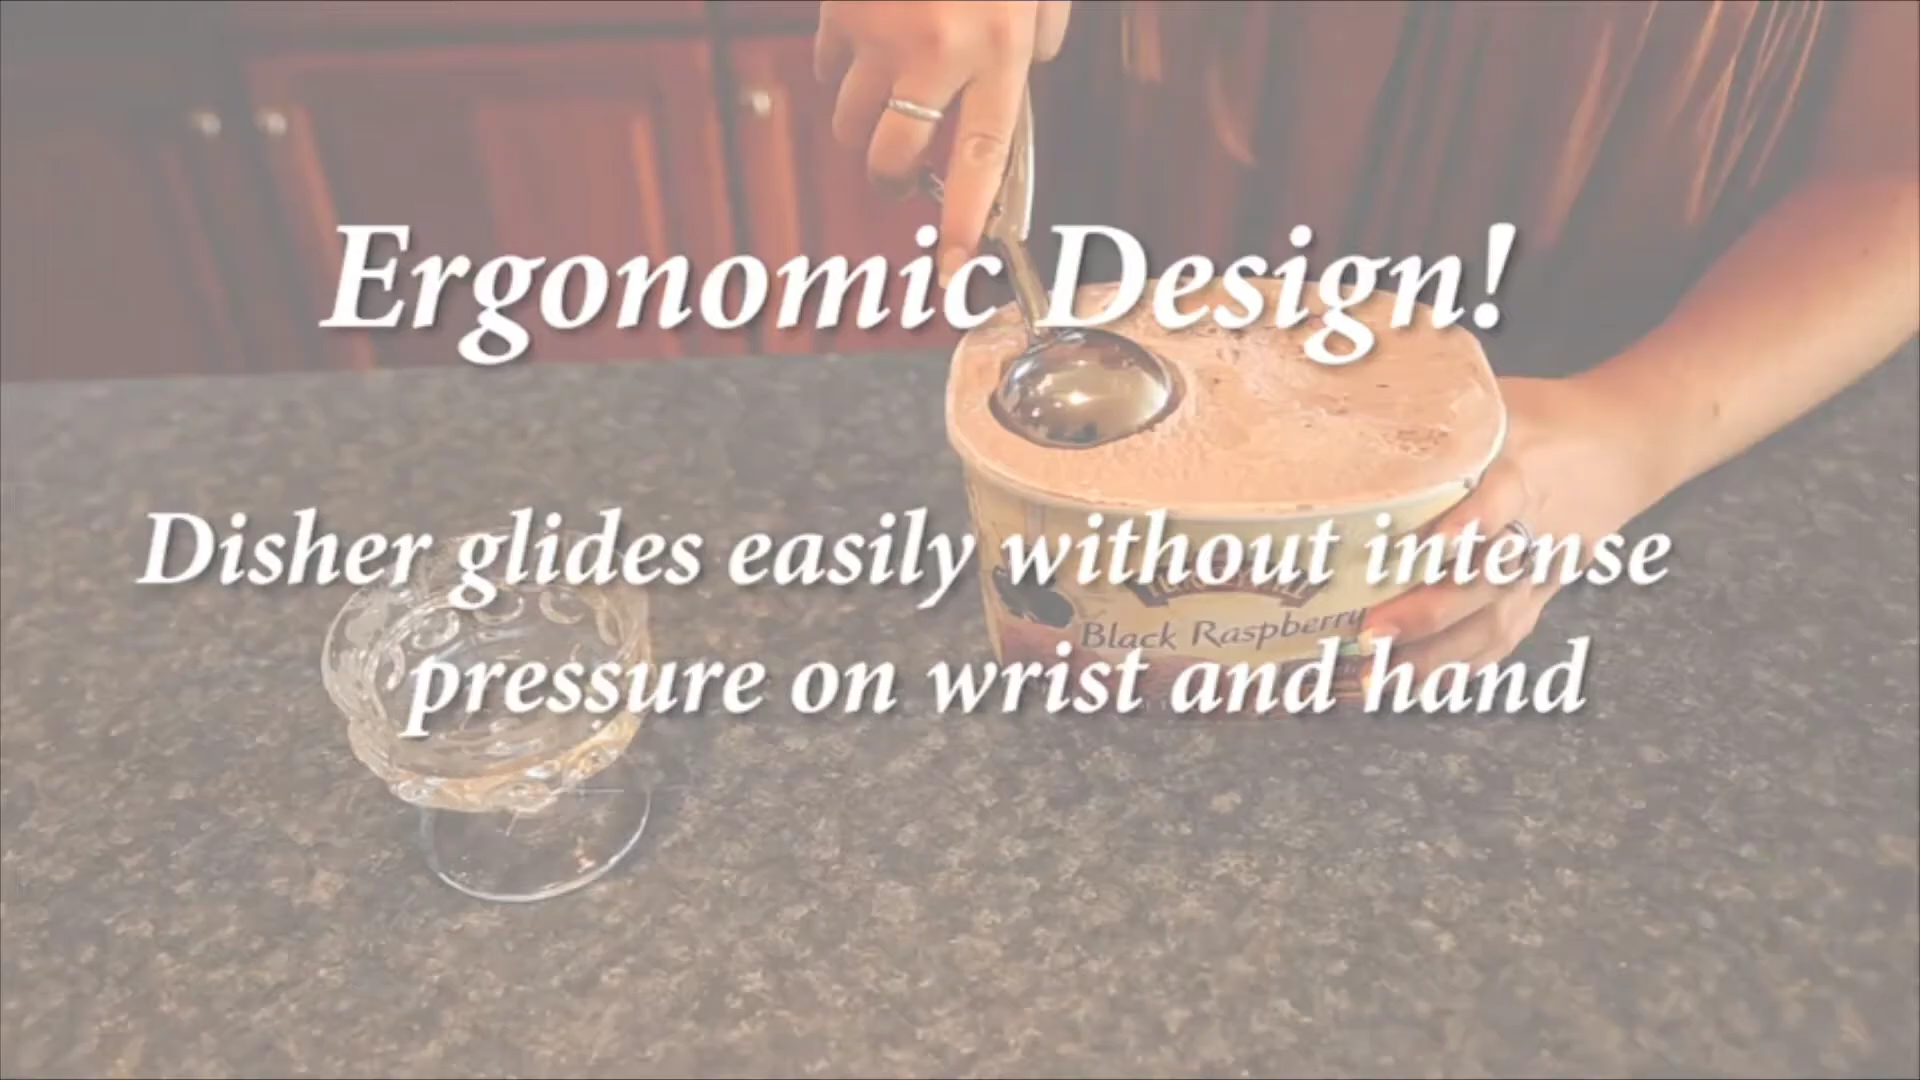 Ergonomic Design!
Disher glides easily without intense
Black Raspberry
pressure on wrist and hand